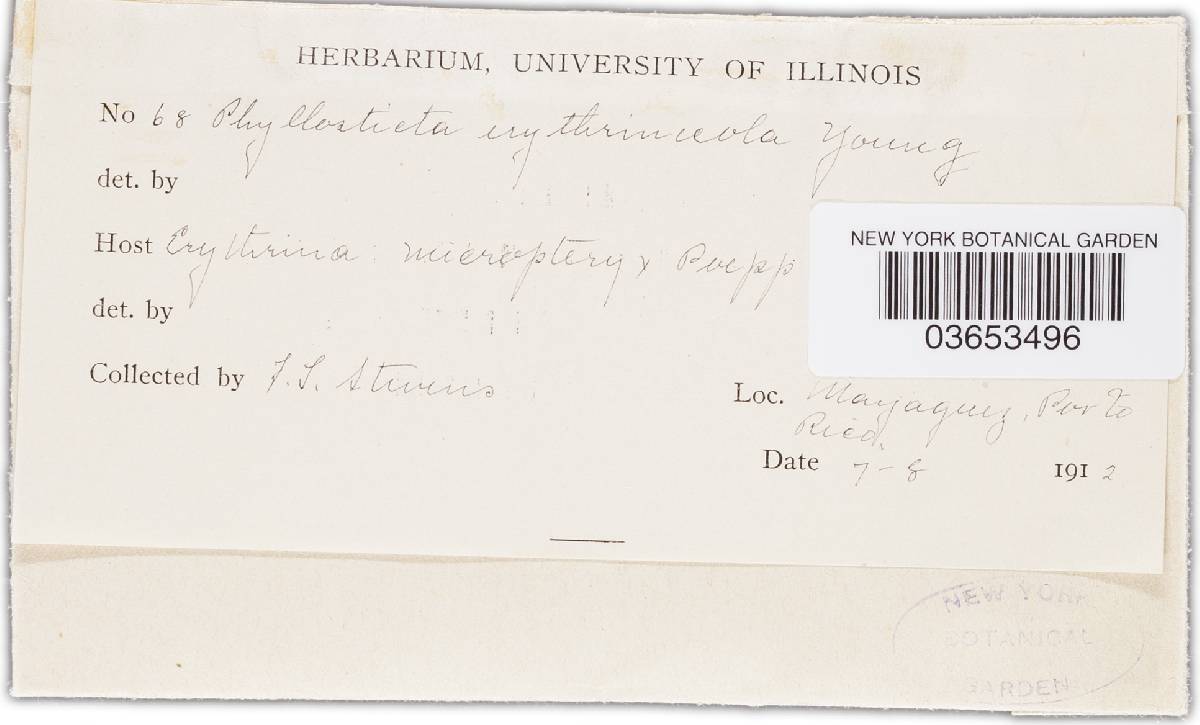 HERBARIUM, UNIVERSITY OF ILLINOIS
No 68 Phyllosticta erythrinicola Young
det. by
Host Erythrina micropteryx Poepp
det. by
NEW YORK BOTANICAL GARDEN
03653496
Collected by F. L. Stevens
Loc. Mayaguez, Porto
Rico.
Date 7-8 1912
NEW YORK
BOTANICAL
GARDEN